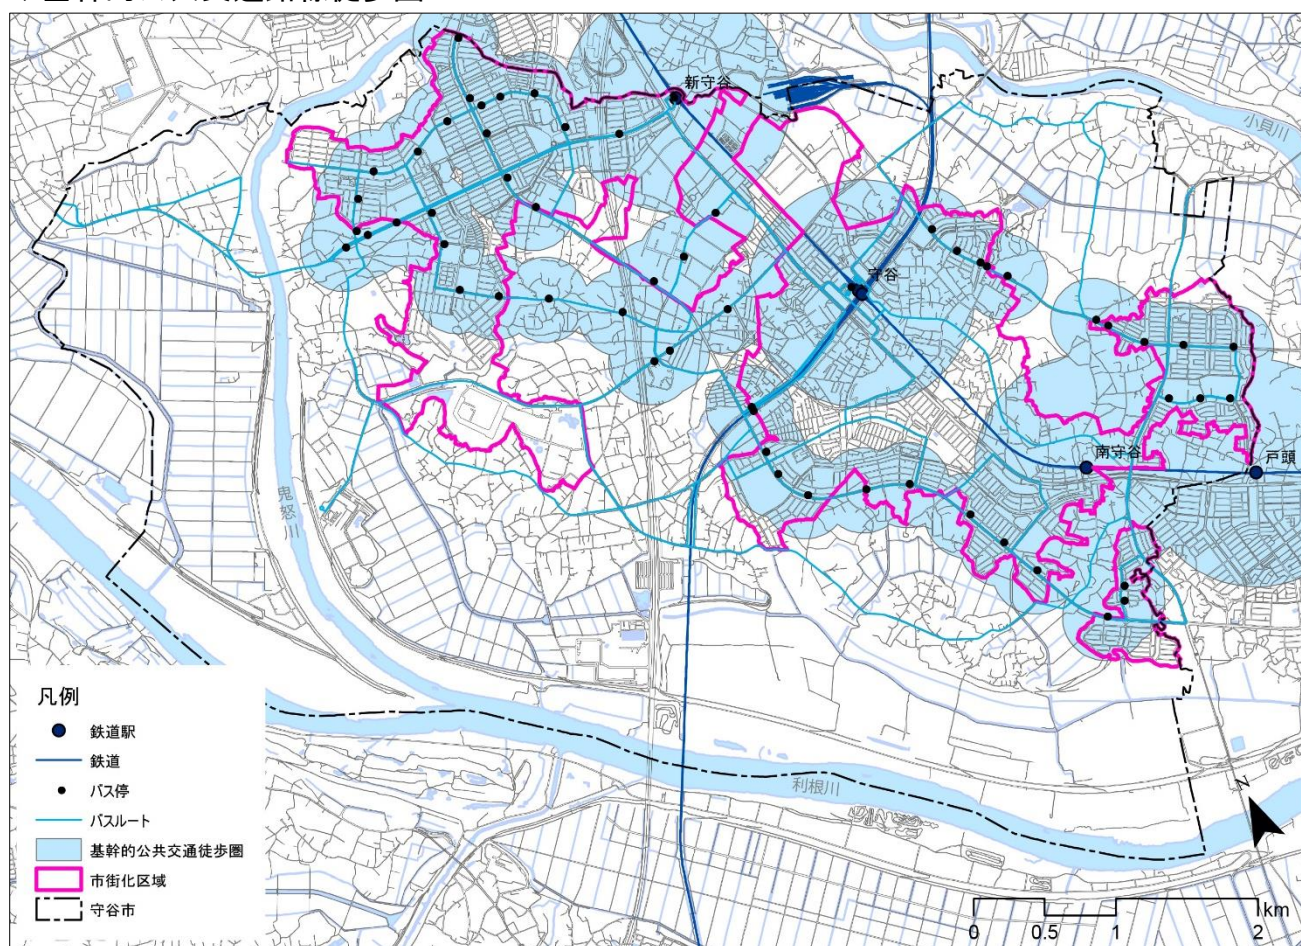 新守谷
小貝川
守谷
南守谷
戸頭
鬼怒川
利根川
凡例
鉄道駅
鉄道
バス停
バスルート
基幹的公共交通徒歩圏
市街化区域
守谷市
N
km
0 0.5 1 2